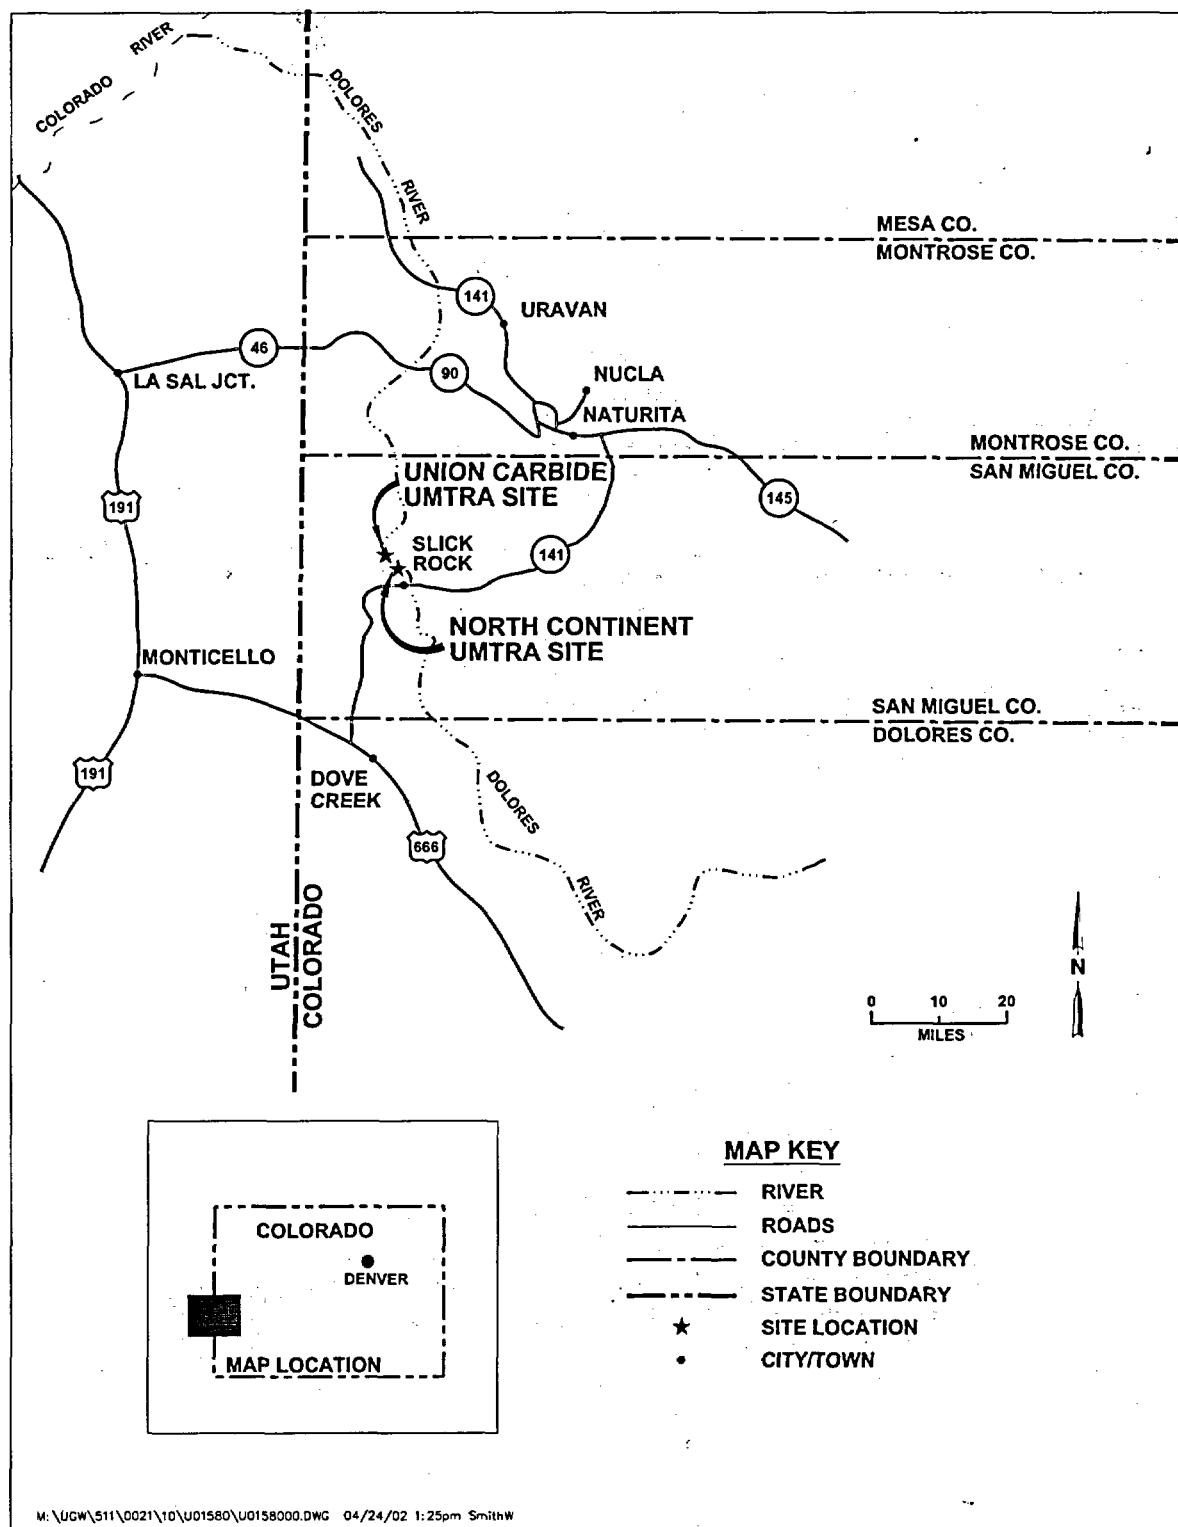 COLORADO RIVER
DOLORES RIVER
MESA CO.
MONTROSE CO.
141
URAVAN
46
LA SAL JCT.
90
NUCLA
NATURITA
MONTROSE CO.
SAN MIGUEL CO.
UNION CARBIDE
UMTRA SITE
191
145
SLICK
ROCK
141
NORTH CONTINENT
UMTRA SITE
MONTICELLO
SAN MIGUEL CO.
DOLORES CO.
191
DOVE
CREEK
DOLORES RIVER
666
UTAH
COLORADO
N
0 10 20
MILES
COLORADO
DENVER
MAP LOCATION
MAP KEY
RIVER
ROADS
COUNTY BOUNDARY
STATE BOUNDARY
SITE LOCATION
CITY/TOWN
M:\UGW\511\0021\10\U01580\U0158000.DWG 04/24/02 1:25pm SmithW